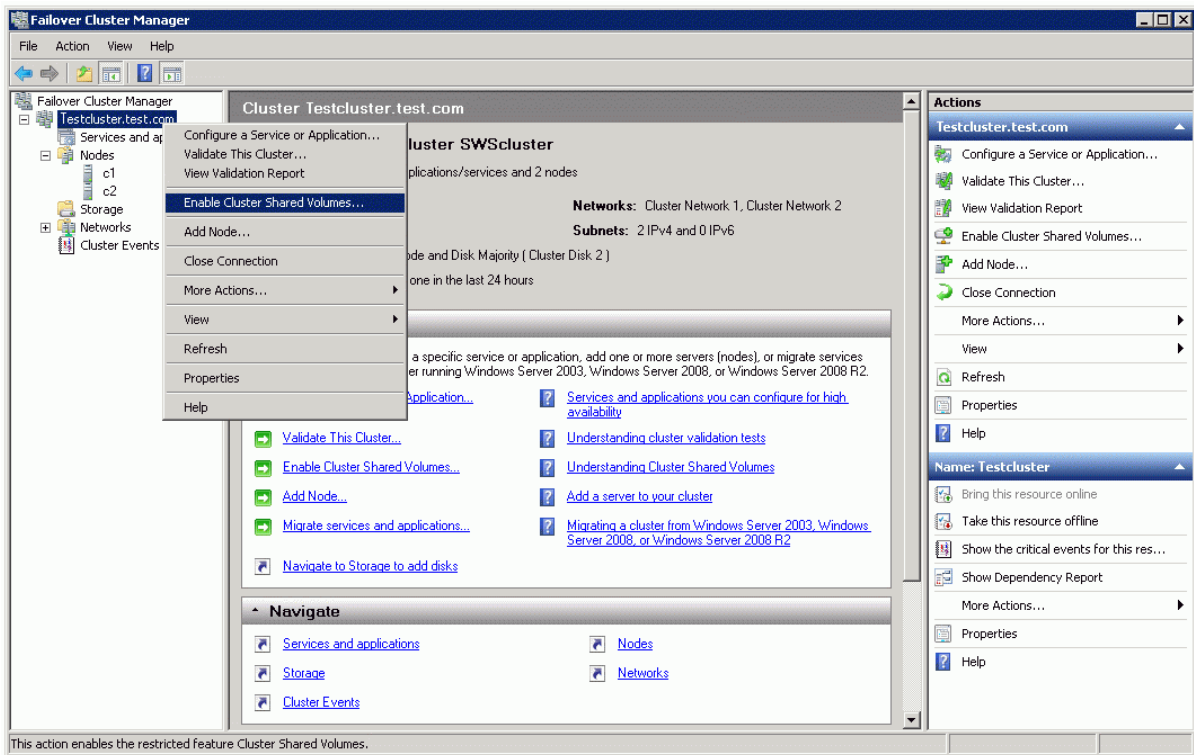 Failover Cluster Manager
File Action View Help
Failover Cluster Manager
Testcluster.test.com
Services and ap
Nodes
c1
c2
Storage
Networks
Cluster Events
Configure a Service or Application...
Validate This Cluster...
View Validation Report
Enable Cluster Shared Volumes...
Add Node...
Close Connection
More Actions...
View
Refresh
Properties
Help
Cluster Testcluster.test.com
luster SWScluster
plications/services and 2 nodes
Networks: Cluster Network 1, Cluster Network 2
Subnets: 2 IPv4 and 0 IPv6
ode and Disk Majority ( Cluster Disk 2 )
one in the last 24 hours
a specific service or application, add one or more servers (nodes), or migrate services
er running Windows Server 2003, Windows Server 2008, or Windows Server 2008 R2.
Application...
Services and applications you can configure for high
availability
Validate This Cluster...
Understanding cluster validation tests
Enable Cluster Shared Volumes...
Understanding Cluster Shared Volumes
Add Node...
Add a server to your cluster
Migrate services and applications...
Migrating a cluster from Windows Server 2003, Windows
Server 2008, or Windows Server 2008 R2
Navigate to Storage to add disks
Navigate
Services and applications
Nodes
Storage
Networks
Cluster Events
Actions
Testcluster.test.com
Configure a Service or Application...
Validate This Cluster...
View Validation Report
Enable Cluster Shared Volumes...
Add Node...
Close Connection
More Actions...
View
Refresh
Properties
Help
Name: Testcluster
Bring this resource online
Take this resource offline
Show the critical events for this res...
Show Dependency Report
More Actions...
Properties
Help
This action enables the restricted feature Cluster Shared Volumes.